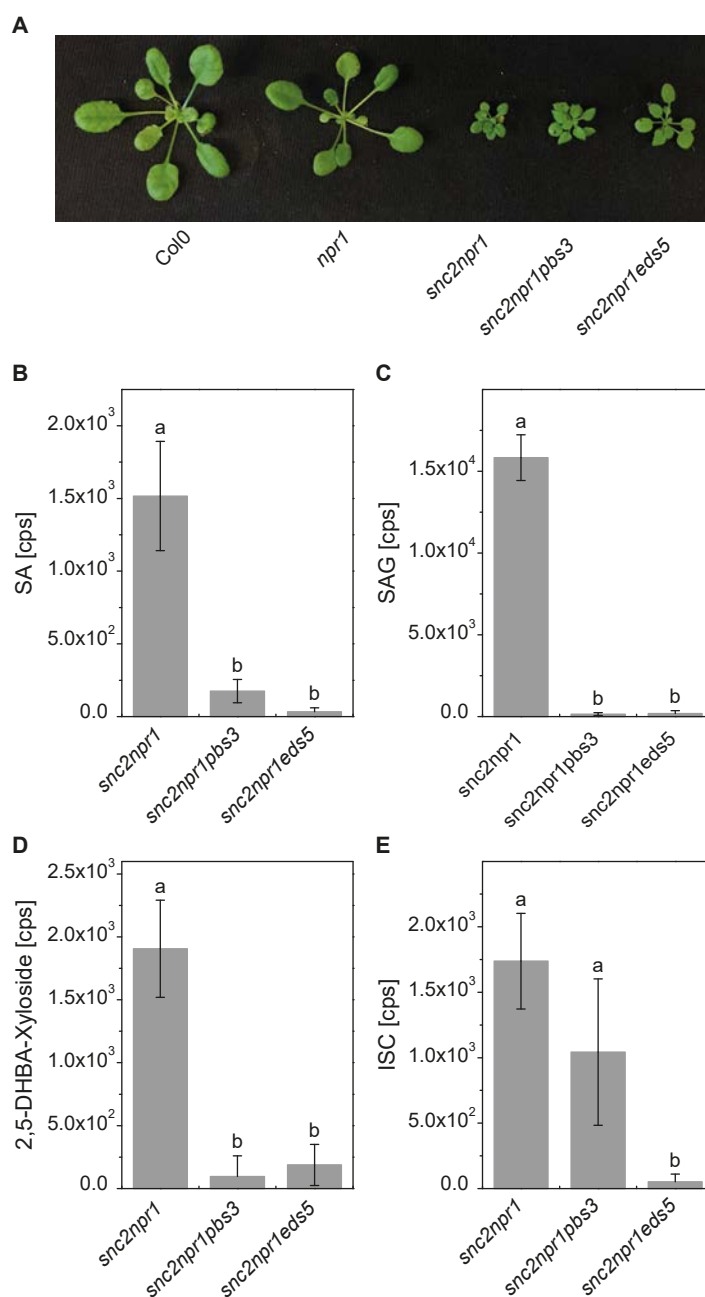 A
Col0
npr1
snc2npr1
snc2npr1pbs3
snc2npr1eds5
B
SA [cps]
2.0x10³
1.5x10³
1.0x10³
5.0x10²
0.0
a
b
b
snc2npr1
snc2npr1pbs3
snc2npr1eds5
C
SAG [cps]
1.5x10⁴
1.0x10⁴
5.0x10³
0.0
a
b
b
snc2npr1
snc2npr1pbs3
snc2npr1eds5
D
2,5-DHBA-Xyloside [cps]
2.5x10³
2.0x10³
1.5x10³
1.0x10³
5.0x10²
0.0
a
b
b
snc2npr1
snc2npr1pbs3
snc2npr1eds5
E
ISC [cps]
2.0x10³
1.5x10³
1.0x10³
5.0x10²
0.0
a
a
b
snc2npr1
snc2npr1pbs3
snc2npr1eds5